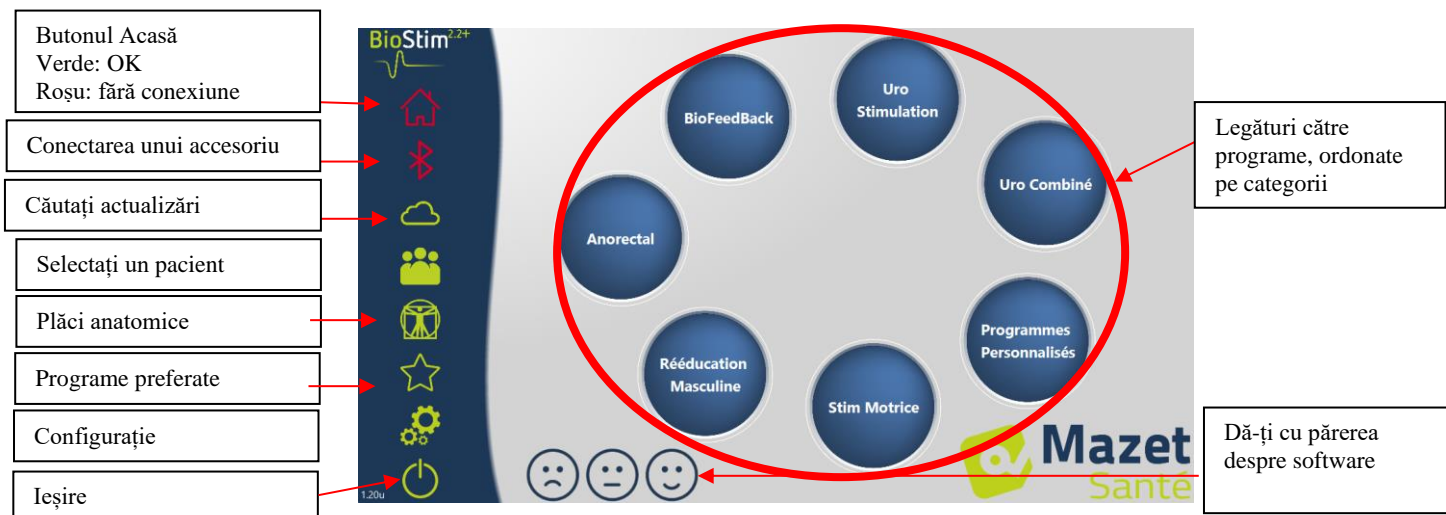 Butonul Acasă
Verde: OK
Roșu: fără conexiune
Conectarea unui accesoriu
Căutați actualizări
Selectați un pacient
Plăci anatomice
Programe preferate
Configurație
Ieșire
BioStim2.2+
1.20u
BioFeedBack
Uro
Stimulation
Uro Combiné
Anorectal
Programmes
Personnalisés
Rééducation
Masculine
Stim Motrice
Mazet
Santé
Legături către
programe, ordonate
pe categorii
Dă-ți cu părerea
despre software